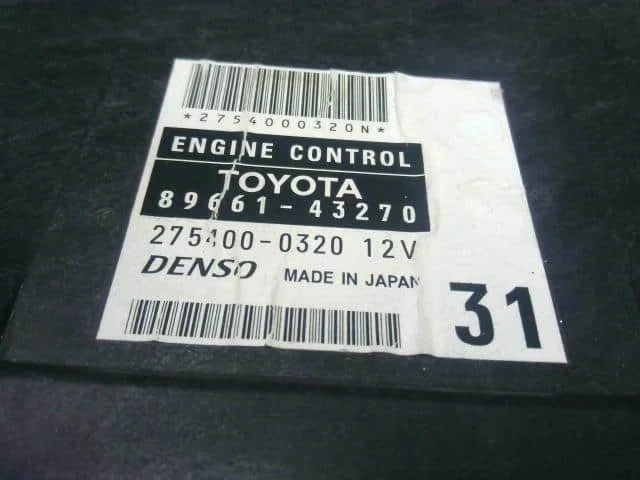 *2754000320N*
ENGINE CONTROL
TOYOTA
89661-43270
275400-0320 12V
DENSO MADE IN JAPAN
31